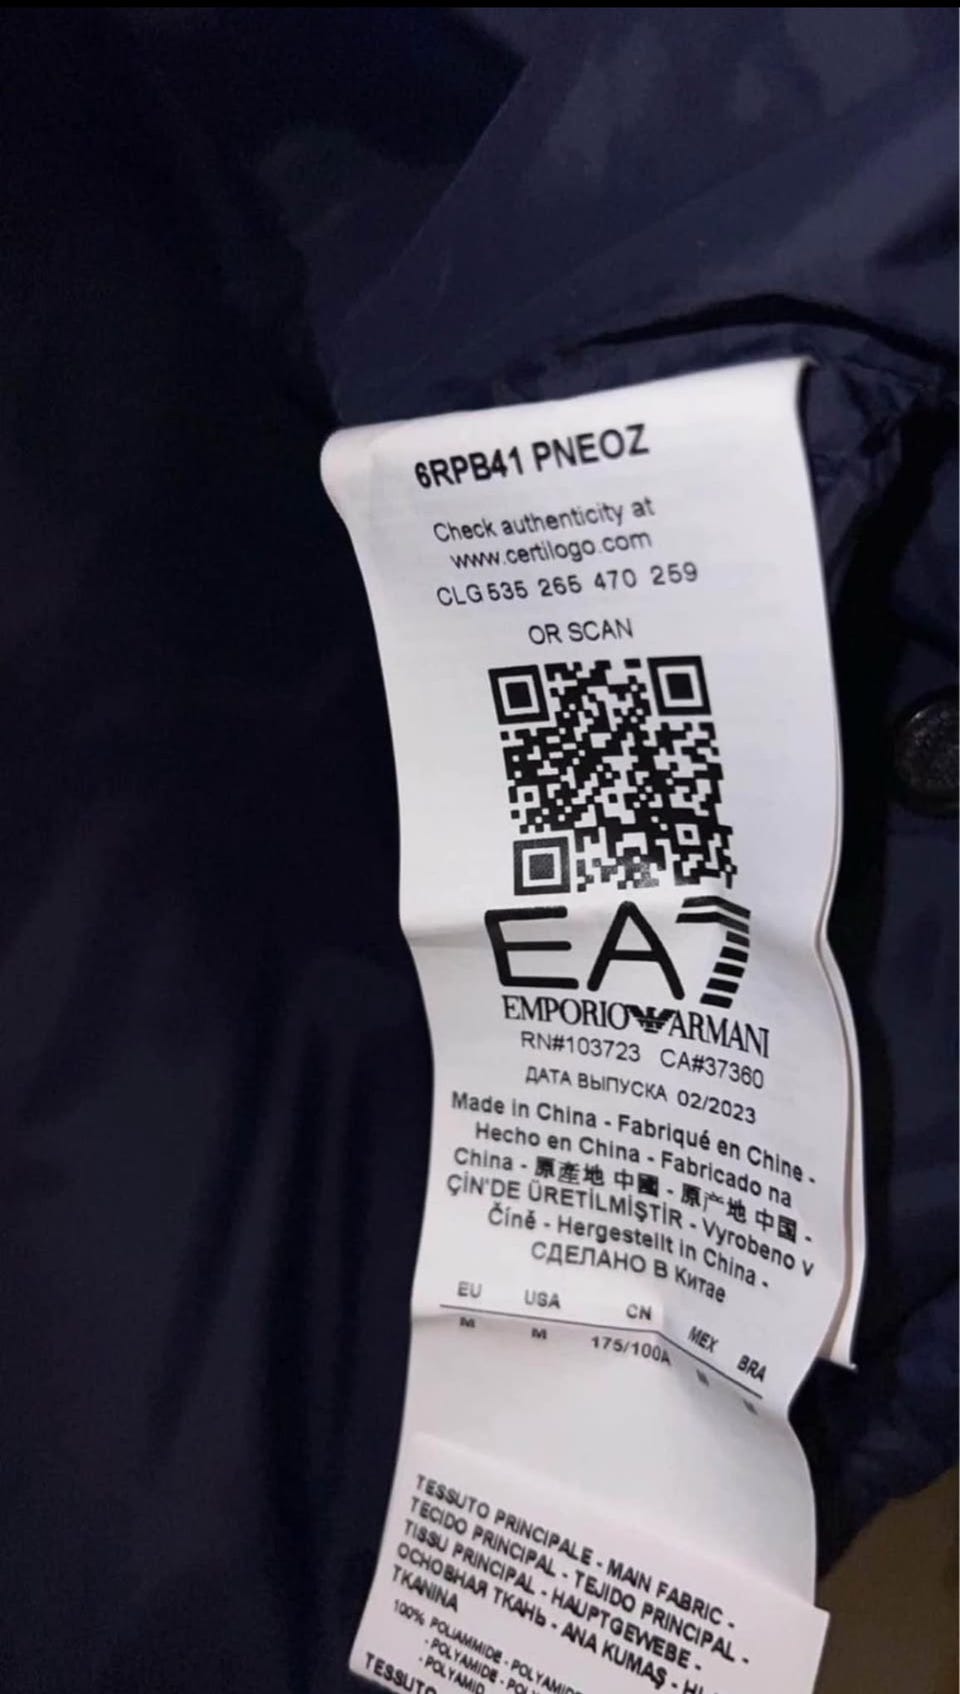 6RPB41 PNEOZ
Check authenticity at
www.certilogo.com
CLG 535 265 470 259
OR SCAN
EA7
EMPORIO ARMANI
RN#103723 CA#37360
ДАТА ВЫПУСКА 02/2023
Made in China - Fabriqué en Chine -
Hecho en China - Fabricado na
China - 原產地 中國 - 原产地 中国 -
ÇİN'DE ÜRETİLMİŞTİR - Vyrobeno v
Číně - Hergestellt in China -
СДЕЛАНО В Китае
EU USA CN MEX BRA
M M 175/100A M M
TESSUTO PRINCIPALE - MAIN FABRIC -
TECIDO PRINCIPAL - TEJIDO PRINCIPAL -
TISSU PRINCIPAL - HAUPTGEWEBE -
ОСНОВНАЯ ТКАНЬ - ANA KUMAŞ -
TKANINA
100% POLIAMMIDE - POLYAMIDE
- POLYAMIDE
- POLYAMID
TESSUTO